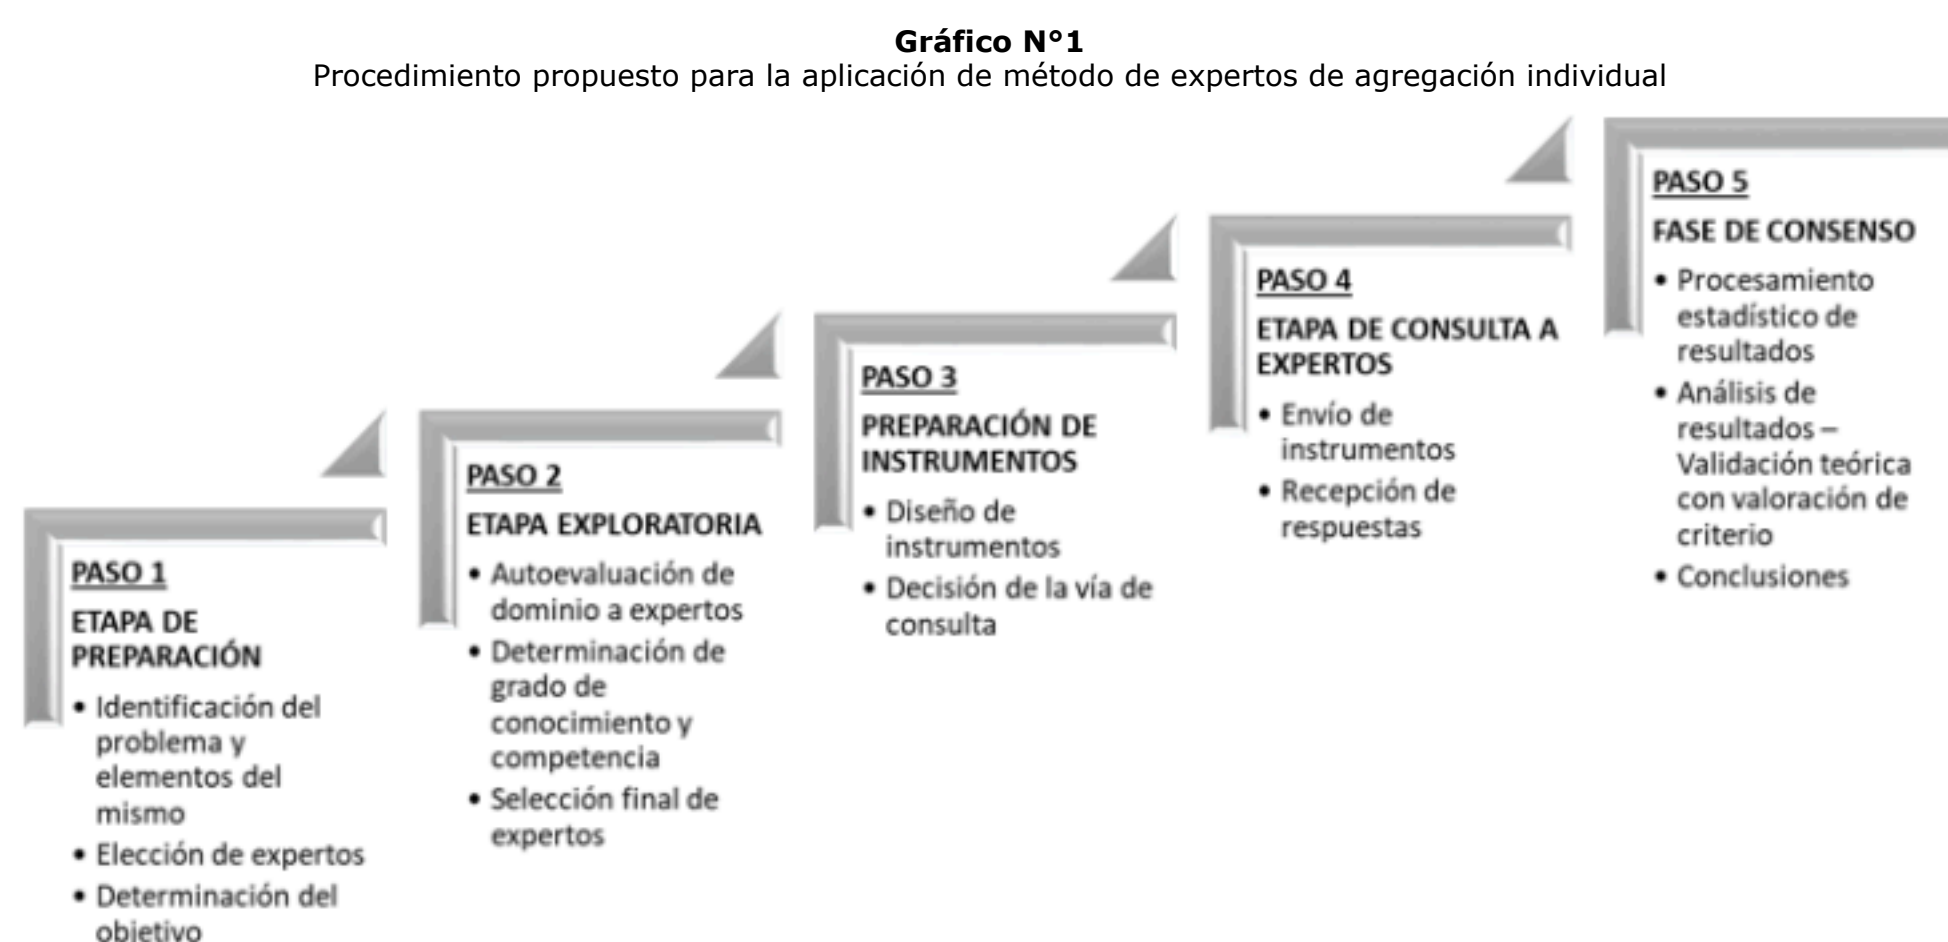 Gráfico N°1
Procedimiento propuesto para la aplicación de método de expertos de agregación individual
PASO 1
ETAPA DE
PREPARACIÓN
• Identificación del
problema y
elementos del
mismo
• Elección de expertos
• Determinación del
objetivo
PASO 2
ETAPA EXPLORATORIA
• Autoevaluación de
dominio a expertos
• Determinación de
grado de
conocimiento y
competencia
• Selección final de
expertos
PASO 3
PREPARACIÓN DE
INSTRUMENTOS
• Diseño de
instrumentos
• Decisión de la vía de
consulta
PASO 4
ETAPA DE CONSULTA A
EXPERTOS
• Envío de
instrumentos
• Recepción de
respuestas
PASO 5
FASE DE CONSENSO
• Procesamiento
estadístico de
resultados
• Análisis de
resultados –
Validación teórica
con valoración de
criterio
• Conclusiones